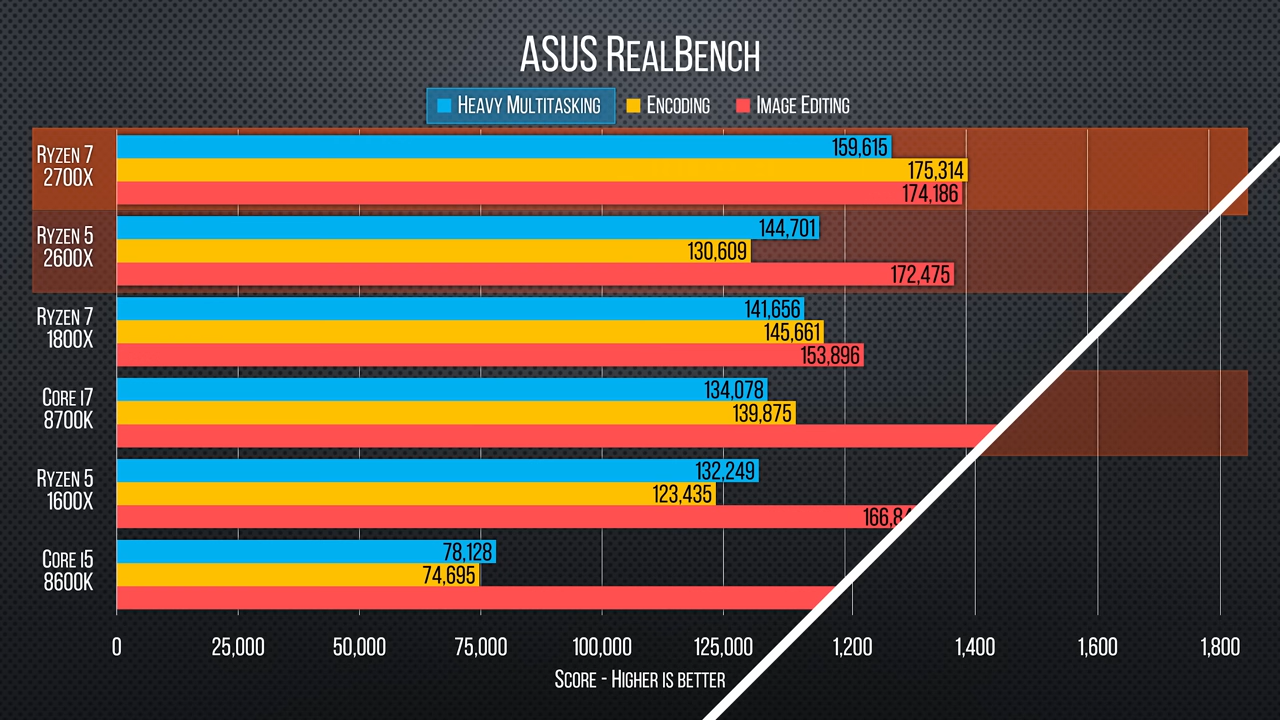 ASUS RealBench
Heavy Multitasking Encoding Image Editing
Ryzen 7
2700X
159,615
175,314
174,186
Ryzen 5
2600X
144,701
130,609
172,475
Ryzen 7
1800X
141,656
145,661
153,896
Core i7
8700K
134,078
139,875
Ryzen 5
1600X
132,249
123,435
166,8
Core i5
8600K
78,128
74,695
0 25,000 50,000 75,000 100,000 125,000 1,200 1,400 1,600 1,800
Score - Higher is better